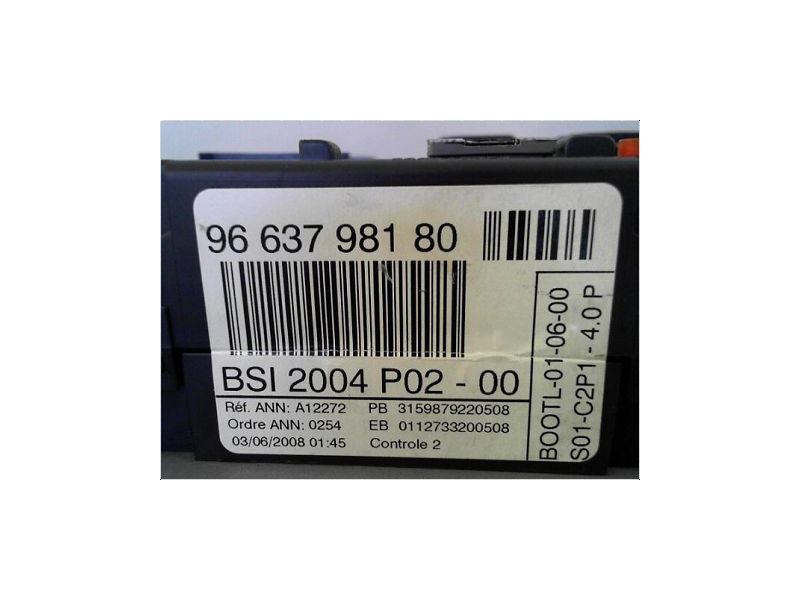 96 637 981 80
BSI 2004 P02 - 00
Réf. ANN: A12272 PB 3159879220508
Ordre ANN: 0254 EB 0112733200508
03/06/2008 01:45 Controle 2
BOOTL-01-06-00
S01-C2P1 - 4.0 P